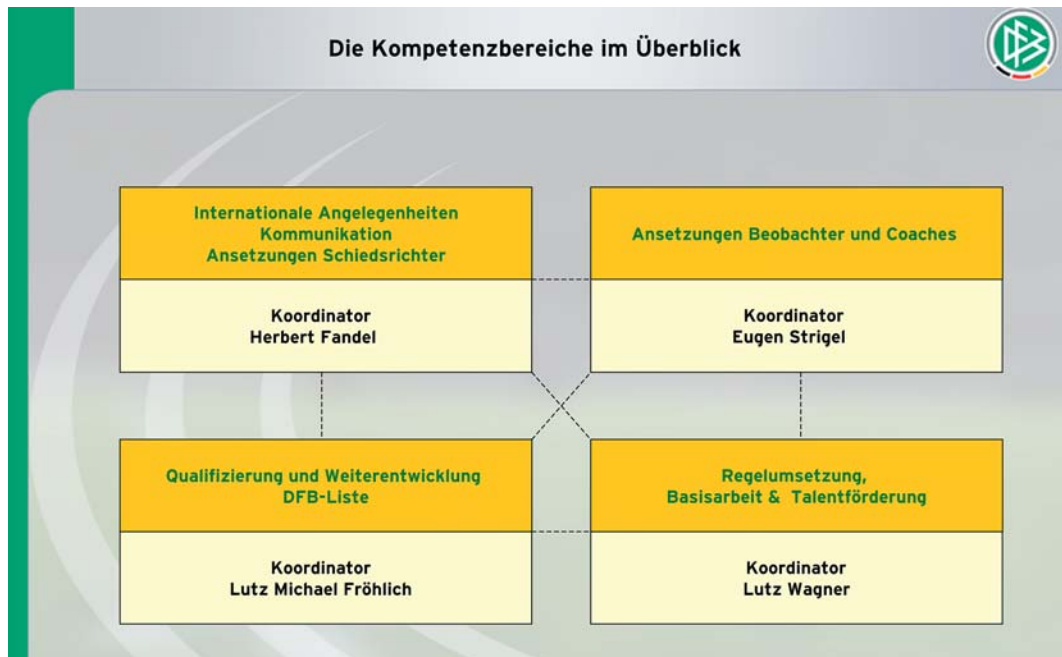 Die Kompetenzbereiche im Überblick
DFB
Internationale Angelegenheiten
Kommunikation
Ansetzungen Schiedsrichter
Koordinator
Herbert Fandel
Ansetzungen Beobachter und Coaches
Koordinator
Eugen Strigel
Qualifizierung und Weiterentwicklung
DFB-Liste
Koordinator
Lutz Michael Fröhlich
Regelumsetzung,
Basisarbeit & Talentförderung
Koordinator
Lutz Wagner